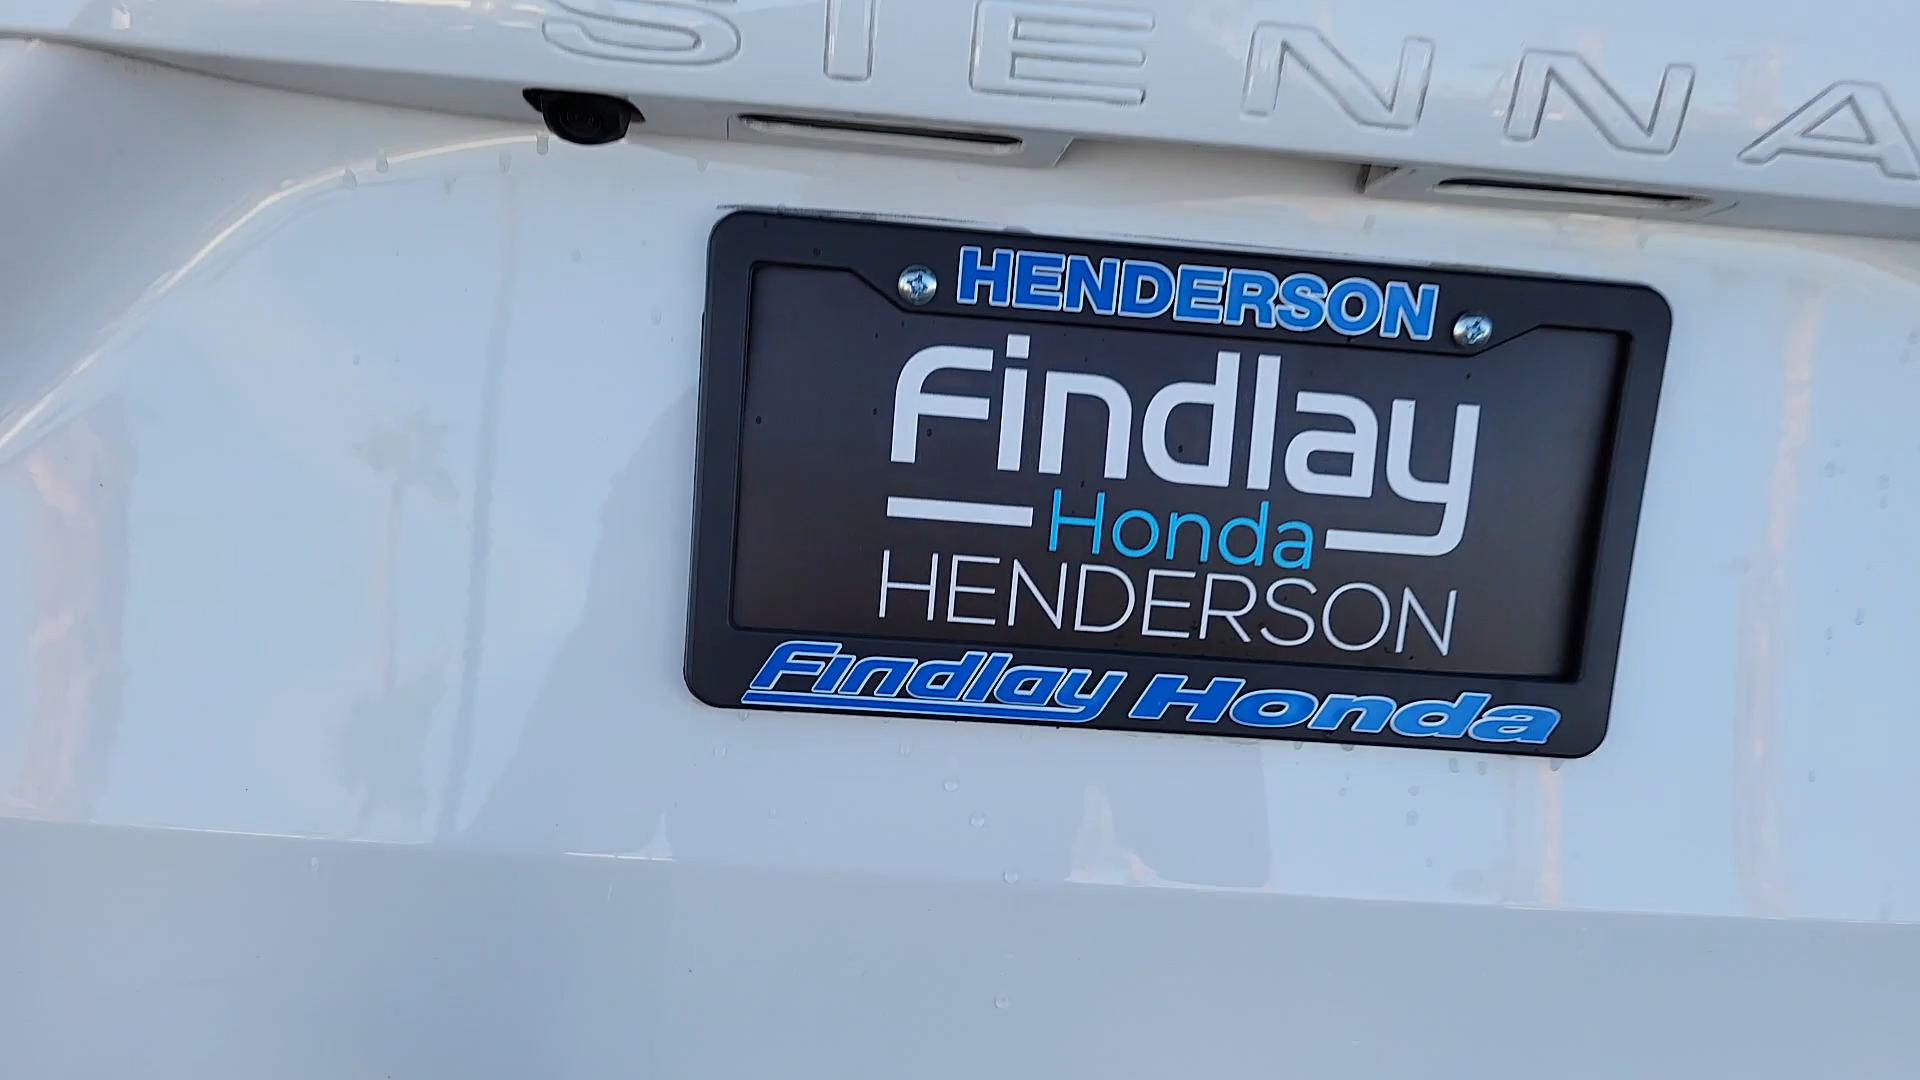 SIENNA
HENDERSON
Findlay
Honda
HENDERSON
Findlay Honda